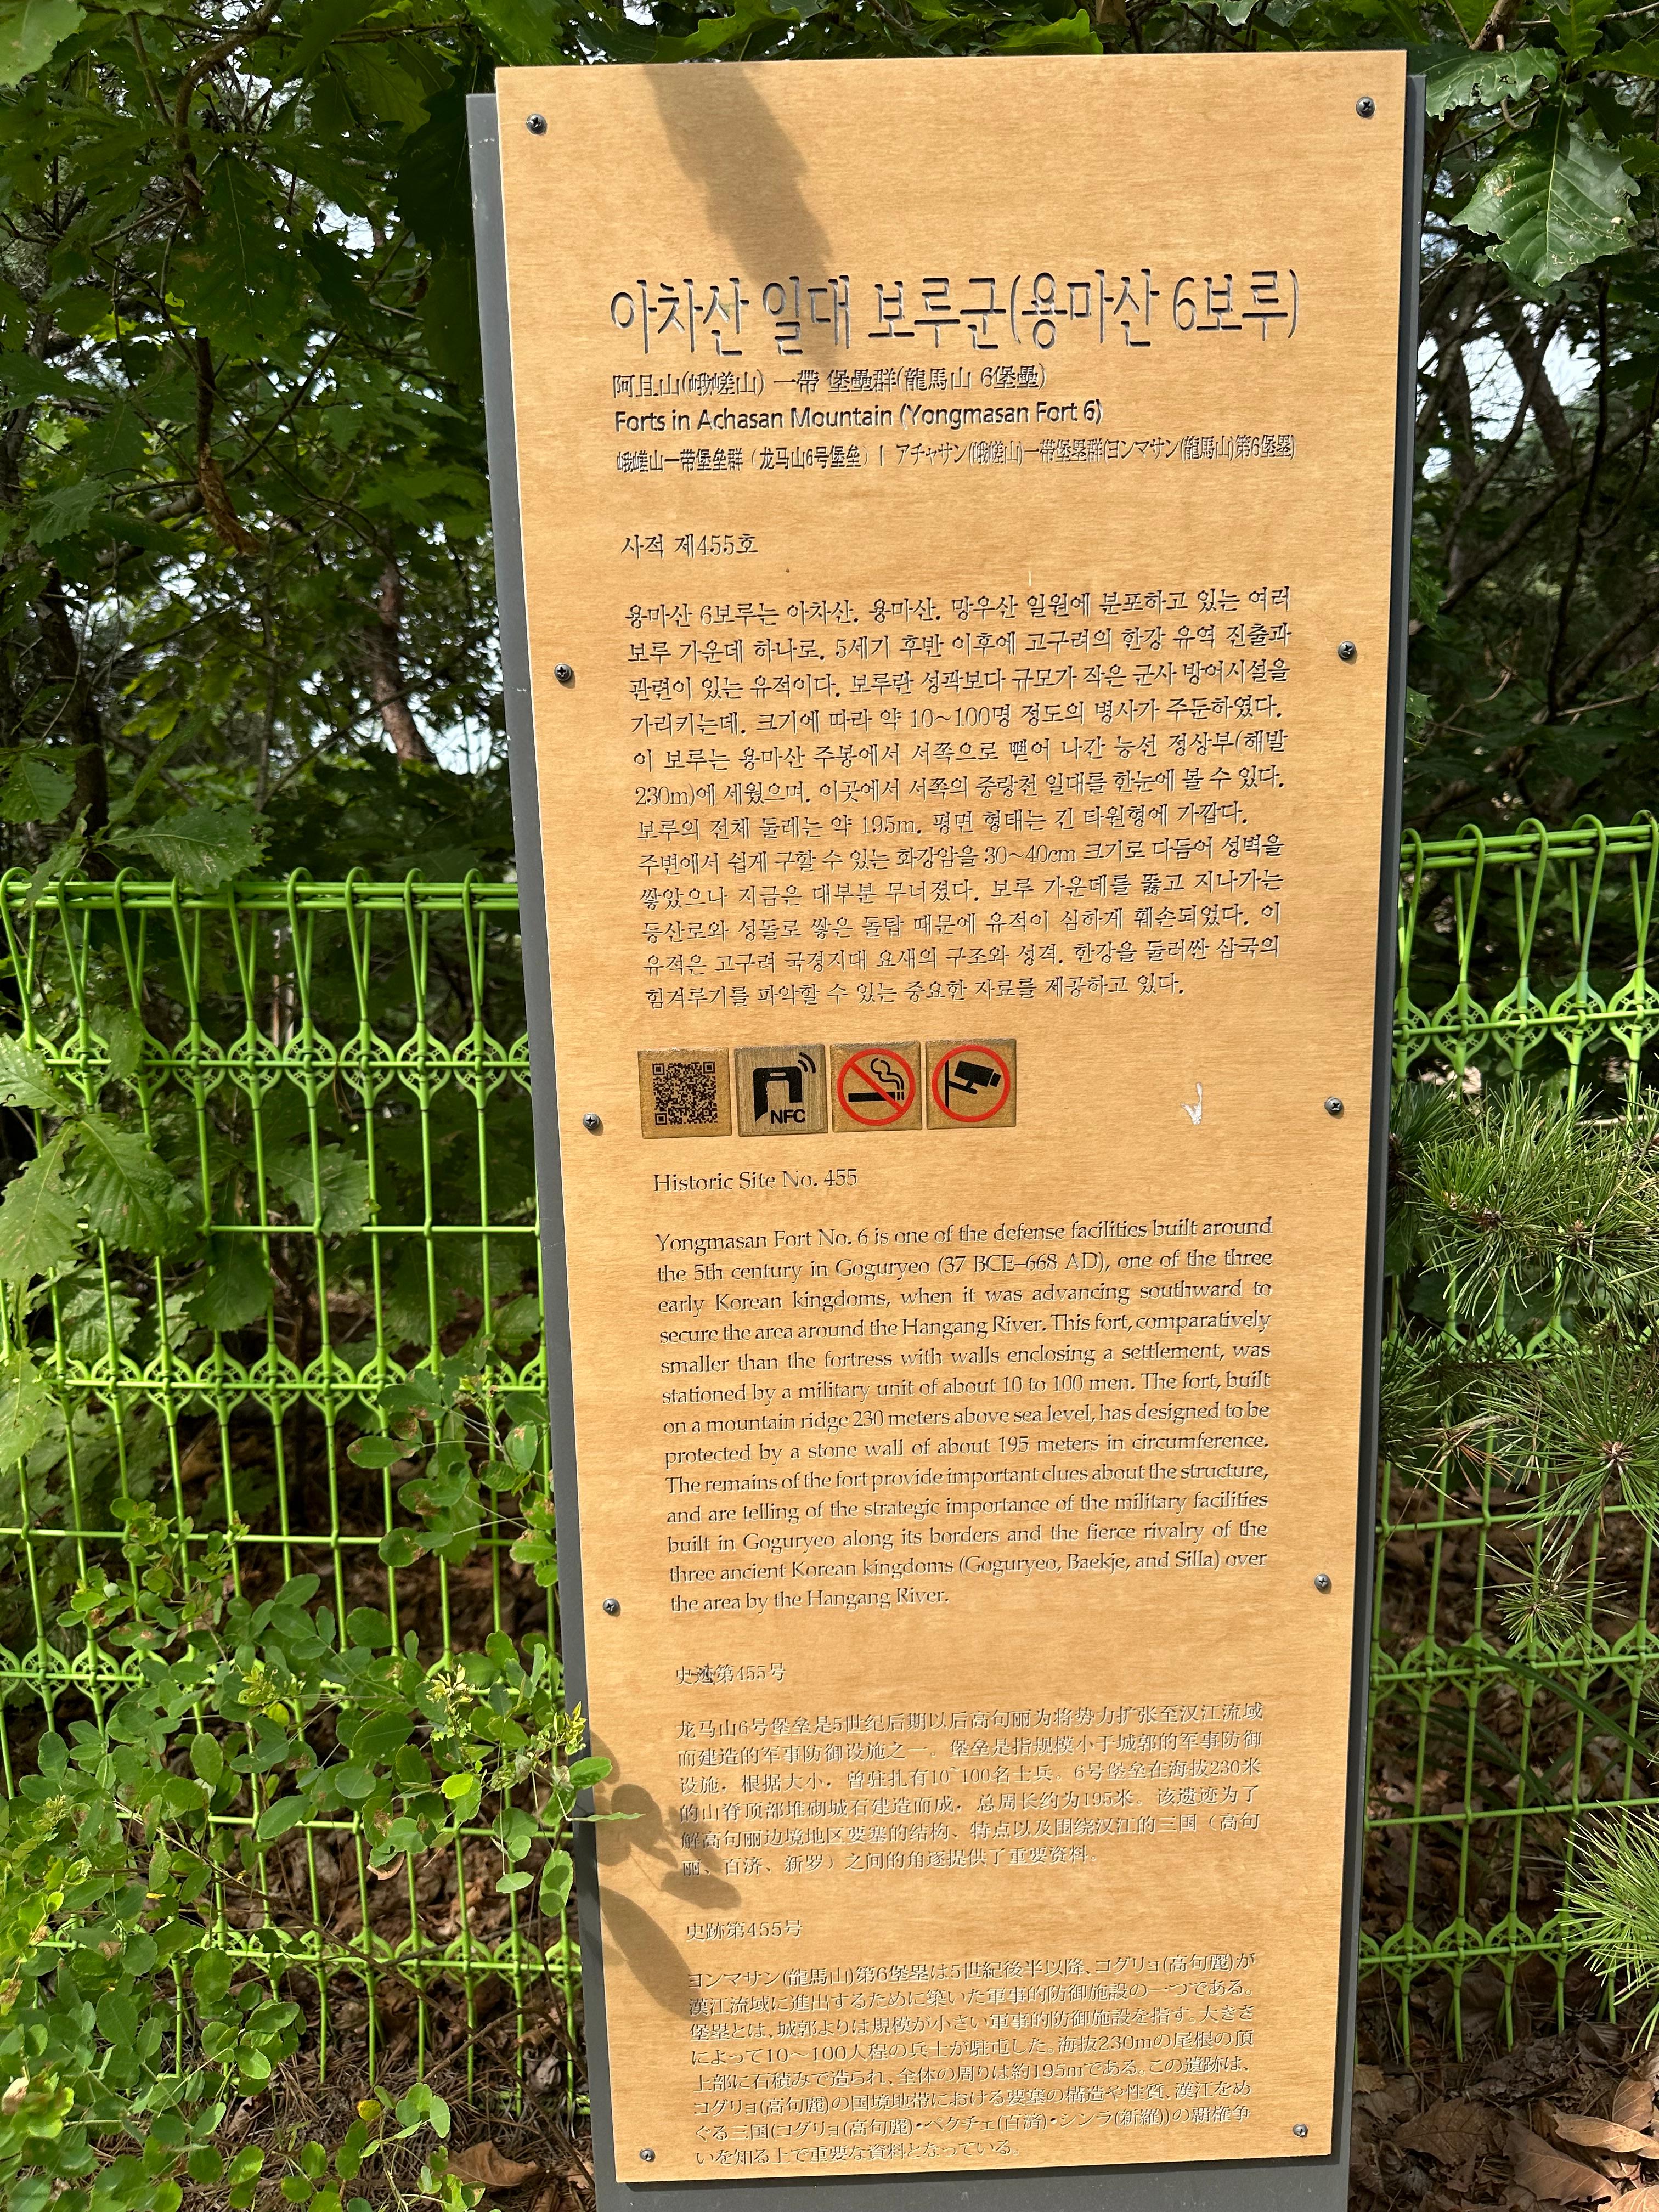 아차산 일대 보루군(용마산 6보루)
阿且山(峨嵯山) 一帶 堡壘群(龍馬山 6堡壘)
Forts in Achasan Mountain (Yongmasan Fort 6)
峨嵯山一带堡垒群（龙马山6号堡垒） | アチャサン(峨嵯山)一帯堡塁群(ヨンマサン(龍馬山)第6堡塁)
사적 제455호
용마산 6보루는 아차산, 용마산, 망우산 일원에 분포하고 있는 여러
보루 가운데 하나로, 5세기 후반 이후에 고구려의 한강 유역 진출과
관련이 있는 유적이다. 보루란 성곽보다 규모가 작은 군사 방어시설을
가리키는데, 크기에 따라 약 10~100명 정도의 병사가 주둔하였다.
이 보루는 용마산 주봉에서 서쪽으로 뻗어 나간 능선 정상부(해발
230m)에 세웠으며, 이곳에서 서쪽의 중랑천 일대를 한눈에 볼 수 있다.
보루의 전체 둘레는 약 195m, 평면 형태는 긴 타원형에 가깝다.
주변에서 쉽게 구할 수 있는 화강암을 30~40cm 크기로 다듬어 성벽을
쌓았으나 지금은 대부분 무너졌다. 보루 가운데를 뚫고 지나가는
등산로와 성돌로 쌓은 돌탑 때문에 유적이 심하게 훼손되었다. 이
유적은 고구려 국경지대 요새의 구조와 성격, 한강을 둘러싼 삼국의
힘겨루기를 파악할 수 있는 중요한 자료를 제공하고 있다.
NFC
Historic Site No. 455
Yongmasan Fort No. 6 is one of the defense facilities built around
the 5th century in Goguryeo (37 BCE–668 AD), one of the three
early Korean kingdoms, when it was advancing southward to
secure the area around the Hangang River. This fort, comparatively
smaller than the fortress with walls enclosing a settlement, was
stationed by a military unit of about 10 to 100 men. The fort, built
on a mountain ridge 230 meters above sea level, has designed to be
protected by a stone wall of about 195 meters in circumference.
The remains of the fort provide important clues about the structure,
and are telling of the strategic importance of the military facilities
built in Goguryeo along its borders and the fierce rivalry of the
three ancient Korean kingdoms (Goguryeo, Baekje, and Silla) over
the area by the Hangang River.
史迹第455号
龙马山6号堡垒是5世纪后期以后高句丽为将势力扩张至汉江流域
而建造的军事防御设施之一。堡垒是指规模小于城郭的军事防御
设施，根据大小，曾驻扎有10~100名士兵。6号堡垒在海拔230米
的山脊顶部堆砌城石建造而成，总周长约为195米。该遗迹为了
解高句丽边境地区要塞的结构、特点以及围绕汉江的三国（高句
丽、百济、新罗）之间的角逐提供了重要资料。
史跡第455号
ヨンマサン(龍馬山)第6堡塁は5世紀後半以降、コグリョ(高句麗)が
漢江流域に進出するために築いた軍事的防御施設の一つである。
堡塁とは、城郭よりは規模が小さい軍事的防御施設を指す。大きさ
によって10～100人程の兵士が駐屯した。海抜230mの尾根の頂
上部に石積みで造られ、全体の周りは約195mである。この遺跡は、
コグリョ(高句麗)の国境地帯における要塞の構造や性質、漢江をめ
ぐる三国(コグリョ(高句麗)・ペクチェ(百済)・シンラ(新羅))の覇権争
いを知る上で重要な資料となっている。